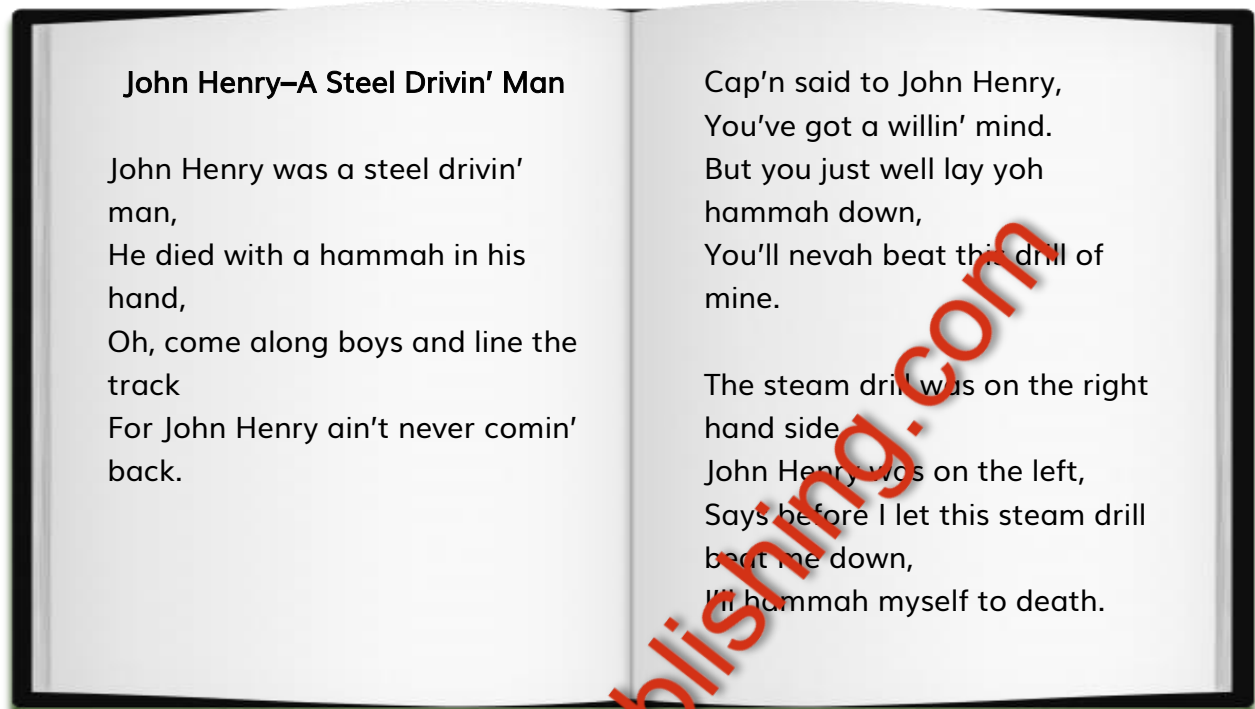 John Henry–A Steel Drivin' Man
John Henry was a steel drivin'
man,
He died with a hammah in his
hand,
Oh, come along boys and line the
track
For John Henry ain't never comin'
back.
Cap'n said to John Henry,
You've got a willin' mind.
But you just well lay yoh
hammah down,
You'll nevah beat this drill of
mine.
The steam drill was on the right
hand side
John Henry was on the left,
Says before I let this steam drill
beat me down,
I'll hammah myself to death.
blishing.com